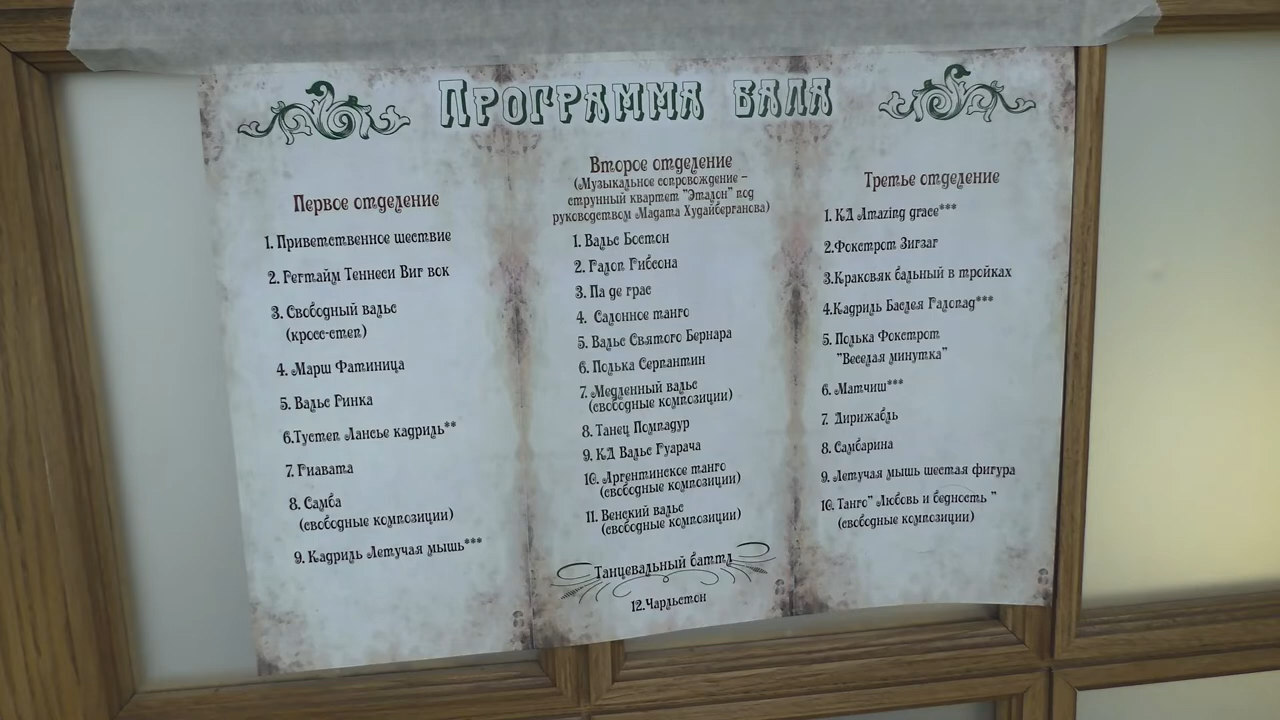 Программа бала
Первое отделение
1. Приветственное шествие
2. Регтайм Теннеси Виг вок
3. Свободный вальс
(кросс-степ)
4. Марш Фатиница
5. Вальс Ринка
6.Тустеп Лансье кадриль**
7. Гиавата
8. Самба
(свободные композиции)
9. Кадриль Летучая мышь***
Второе отделение
(Музыкальное сопровождение –
струнный квартет "Эталон" под
руководством Мадата Худайберганова)
1. Вальс Бостон
2. Галоп Гибсона
3. Па де грас
4. Салонное танго
5. Вальс Святого Бернара
6. Полька Серпантин
7. Медленный вальс
(свободные композиции)
8. Танец Помпадур
9. КД Вальс Гуарача
10. Аргентинское танго
(свободные композиции)
11. Венский вальс
(свободные композиции)
Танцевальный баттл
12.Чарльстон
Третье отделение
1. КД Amazing grace***
2.Фокстрот Зигзаг
3.Краковяк бальный в тройках
4.Кадриль Баслея Галопад***
5. Полька Фокстрот
"Веселая минутка"
6. Матчиш***
7. Дирижабль
8. Самбарина
9. Летучая мышь шестая фигура
10. Танго" Любовь и бедность "
(свободные композиции)